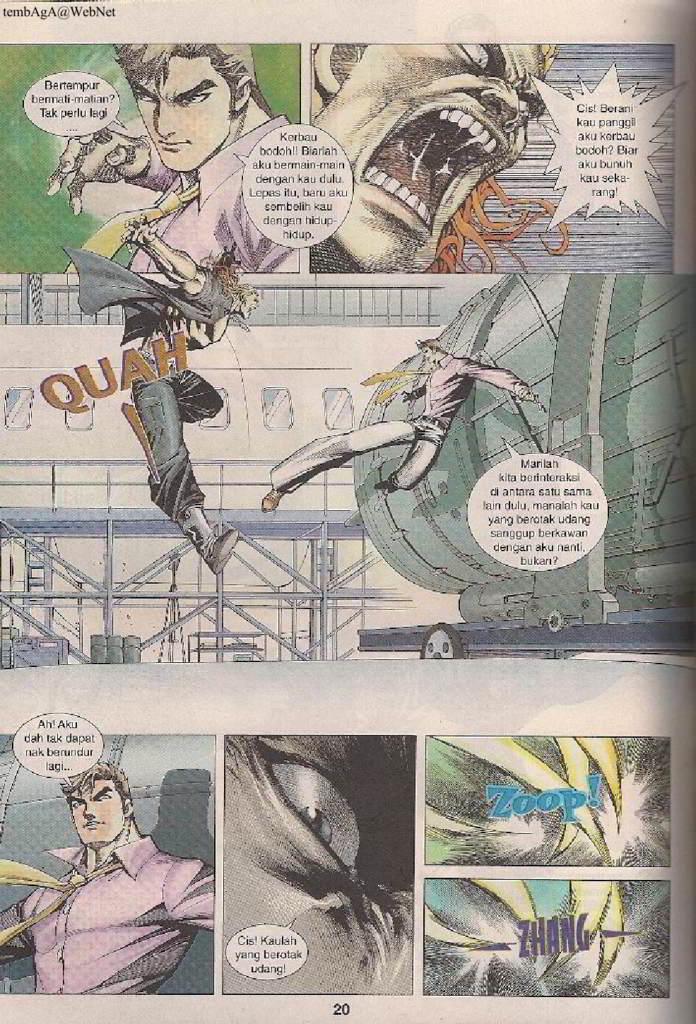 tembAgA@WebNet
Bertempur
bermati-matian?
Tak perlu lagi
....
Kerbau
bodoh!! Biarlah
aku bermain-main
dengan kau dulu.
Lepas itu, baru aku
sembelih kau
dengan hidup-
hidup.
Cis! Berani
kau panggil
aku kerbau
bodoh? Biar
aku bunuh
kau seka-
rang!
QUAH
!
Marilah
kita berinteraksi
di antara satu sama
lain dulu, manalah kau
yang berotak udang
sanggup berkawan
dengan aku nanti,
bukan?
Ah! Aku
dah tak dapat
nak berundur
lagi...
Cis! Kaulah
yang berotak
udang!
Zoop!
ZHANG
20